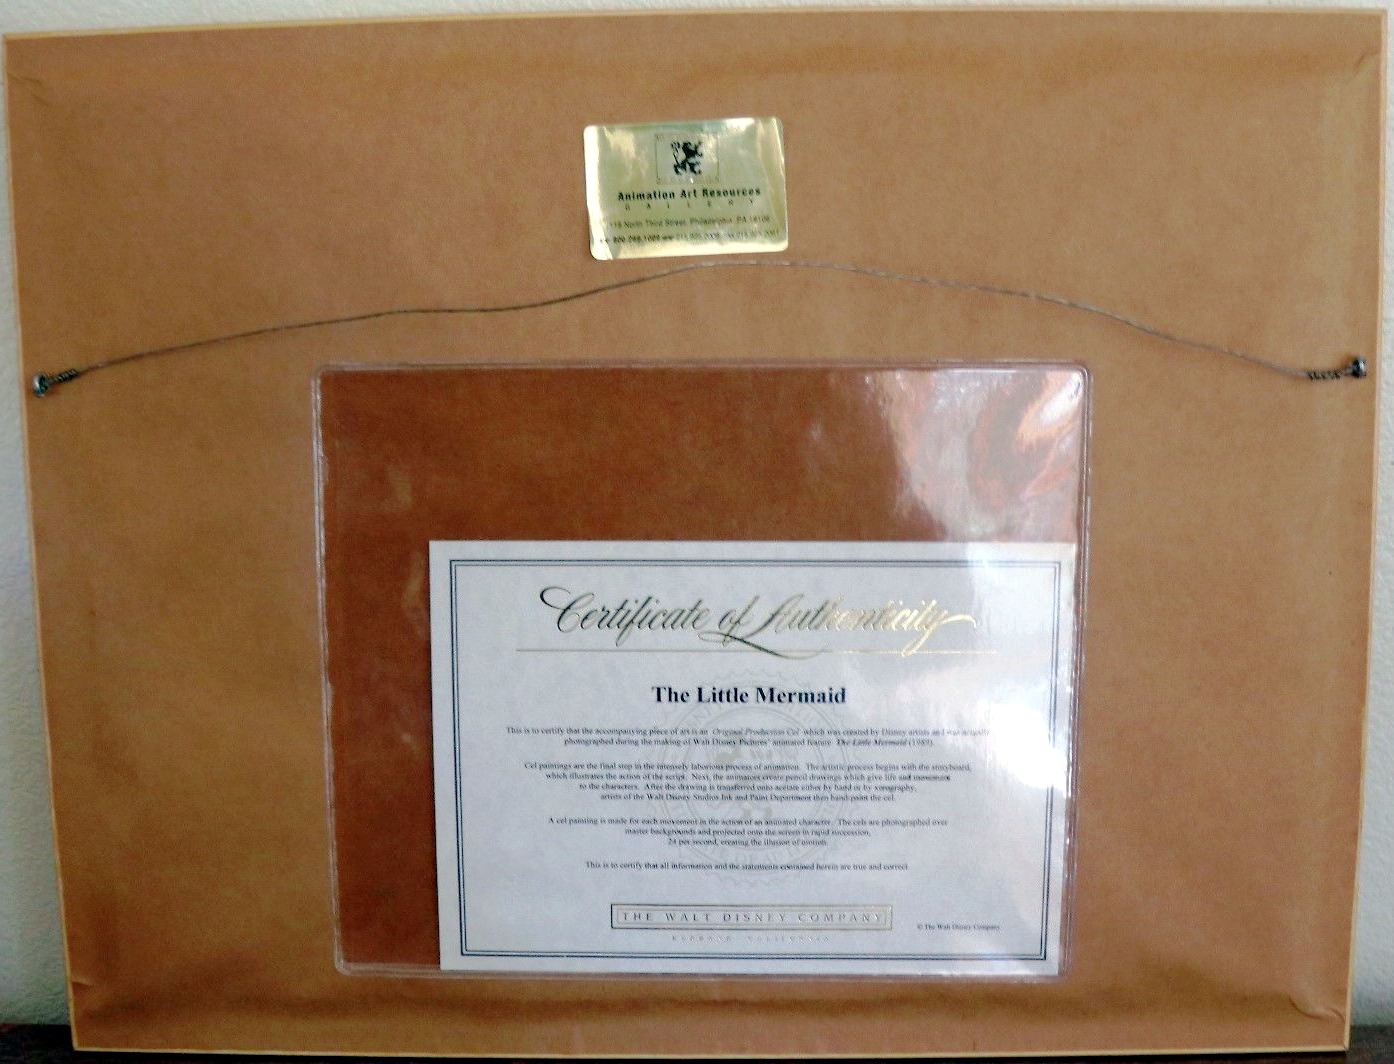 Animation Art Resources
GALLERY
North Third Street, Philadelphia, PA 19106
Certificate of Authenticity
The Little Mermaid
This is to certify that the accompanying piece of art is an Original Production Cel which was created by Disney artists and was actually
photographed during the making of Walt Disney Pictures' animated feature The Little Mermaid (1989).
Cel paintings are the final step in the intensely laborious process of animation. The artistic process begins with the storyboard,
which illustrates the action of the script. Next, the animators create pencil drawings which give life and movement
to the characters. After the drawing is transferred onto acetate either by hand or by xerography,
artists of the Walt Disney Studios Ink and Paint Department then hand-paint the cel.
A cel painting is made for each movement in the action of an animated character. The cels are photographed over
master backgrounds and projected onto the screen in rapid succession,
24 per second, creating the illusion of motion.
This is to certify that all information and the statements contained herein are true and correct.
THE WALT DISNEY COMPANY
© The Walt Disney Company
BURBANK, CALIFORNIA